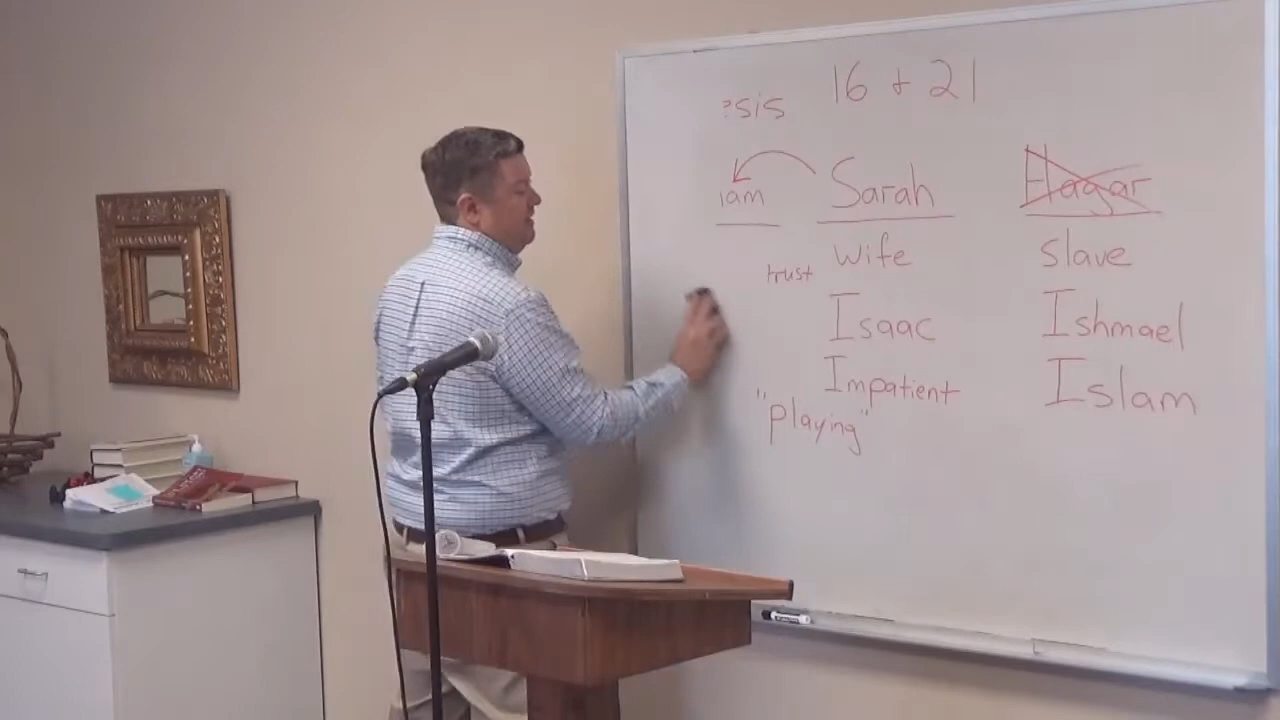 ?sis 16 + 21
iam Sarah Hagar
trust wife slave
Isaac Ishmael
Impatient Islam
"playing"